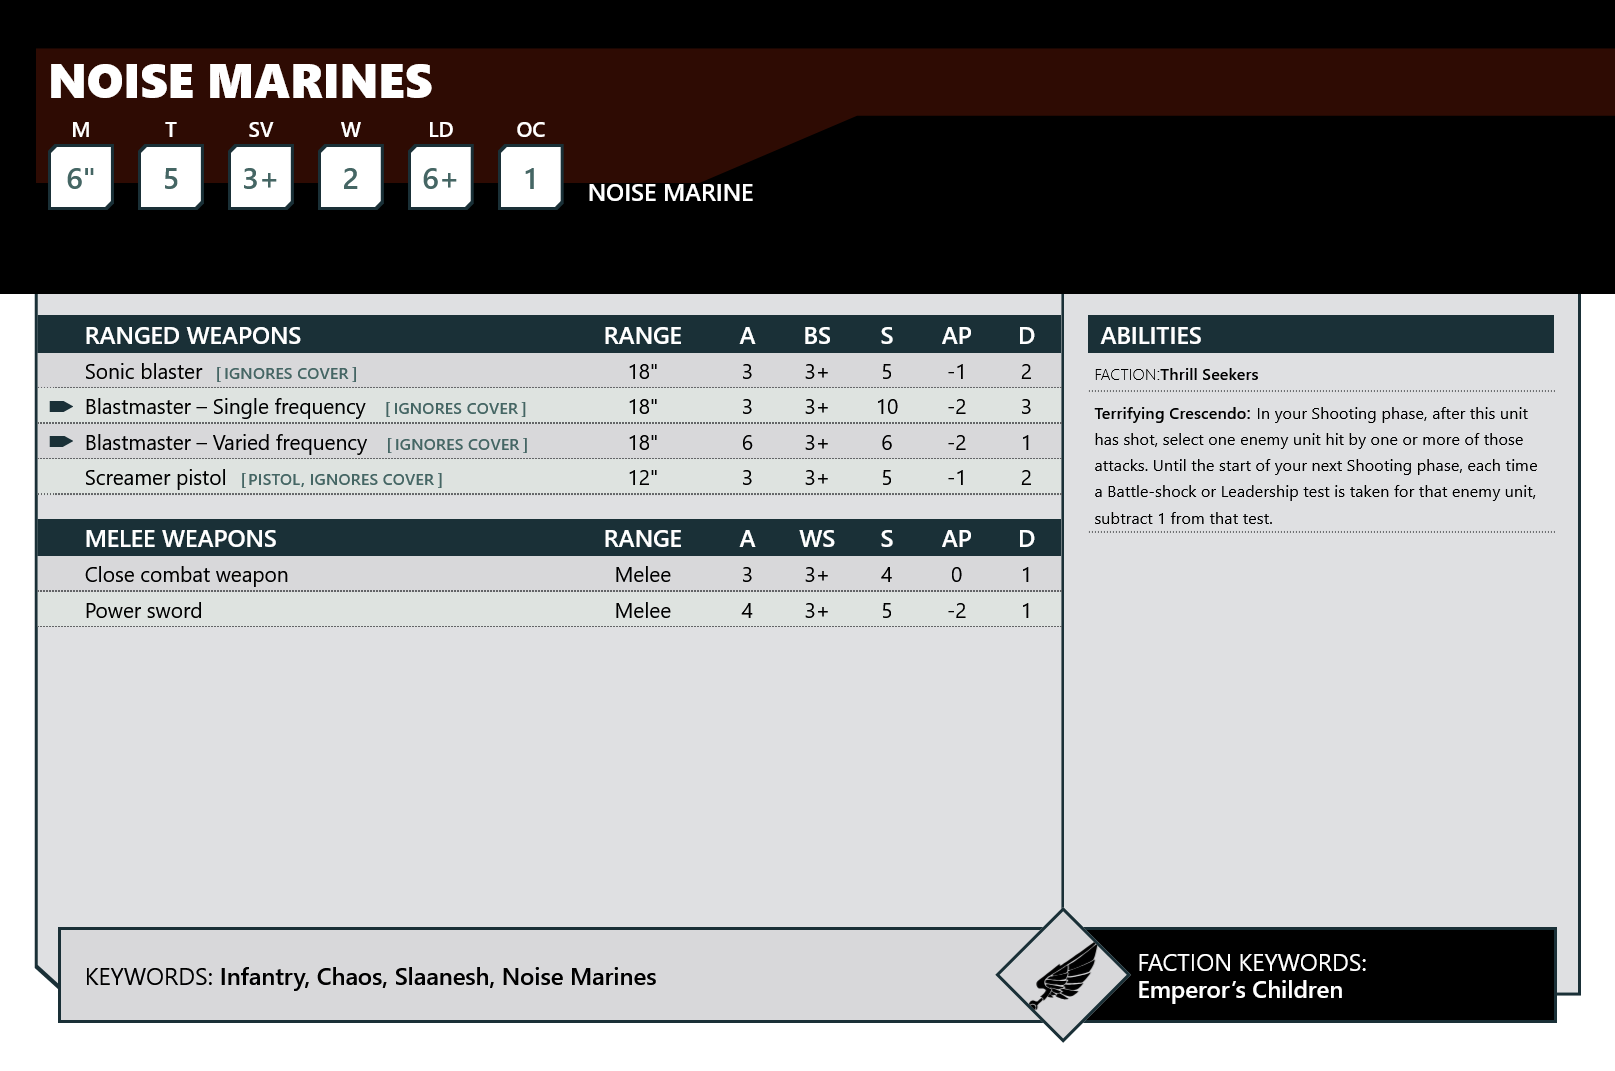 NOISE MARINES
M T SV W LD OC
6" 5 3+ 2 6+ 1 NOISE MARINE
RANGED WEAPONS RANGE A BS S AP D
Sonic blaster [IGNORES COVER] 18" 3 3+ 5 -1 2
Blastmaster – Single frequency [IGNORES COVER] 18" 3 3+ 10 -2 3
Blastmaster – Varied frequency [IGNORES COVER] 18" 6 3+ 6 -2 1
Screamer pistol [PISTOL, IGNORES COVER] 12" 3 3+ 5 -1 2
MELEE WEAPONS RANGE A WS S AP D
Close combat weapon Melee 3 3+ 4 0 1
Power sword Melee 4 3+ 5 -2 1
ABILITIES
FACTION:Thrill Seekers
Terrifying Crescendo: In your Shooting phase, after this unit
has shot, select one enemy unit hit by one or more of those
attacks. Until the start of your next Shooting phase, each time
a Battle-shock or Leadership test is taken for that enemy unit,
subtract 1 from that test.
KEYWORDS: Infantry, Chaos, Slaanesh, Noise Marines
FACTION KEYWORDS:
Emperor’s Children